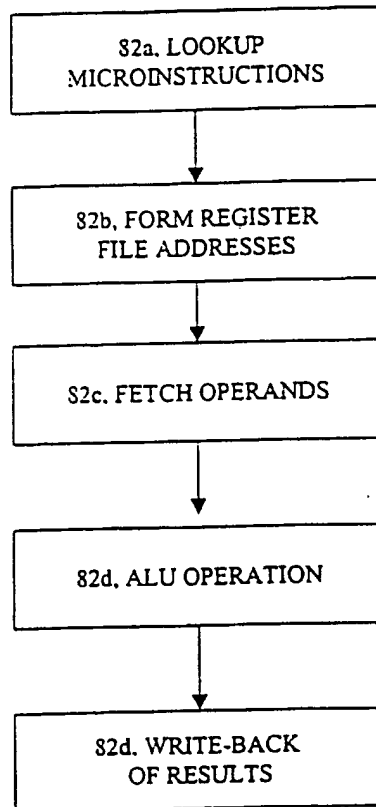 82a. LOOKUP
MICROINSTRUCTIONS
82b, FORM REGISTER
FILE ADDRESSES
82c. FETCH OPERANDS
82d, ALU OPERATION
82d. WRITE-BACK
OF RESULTS